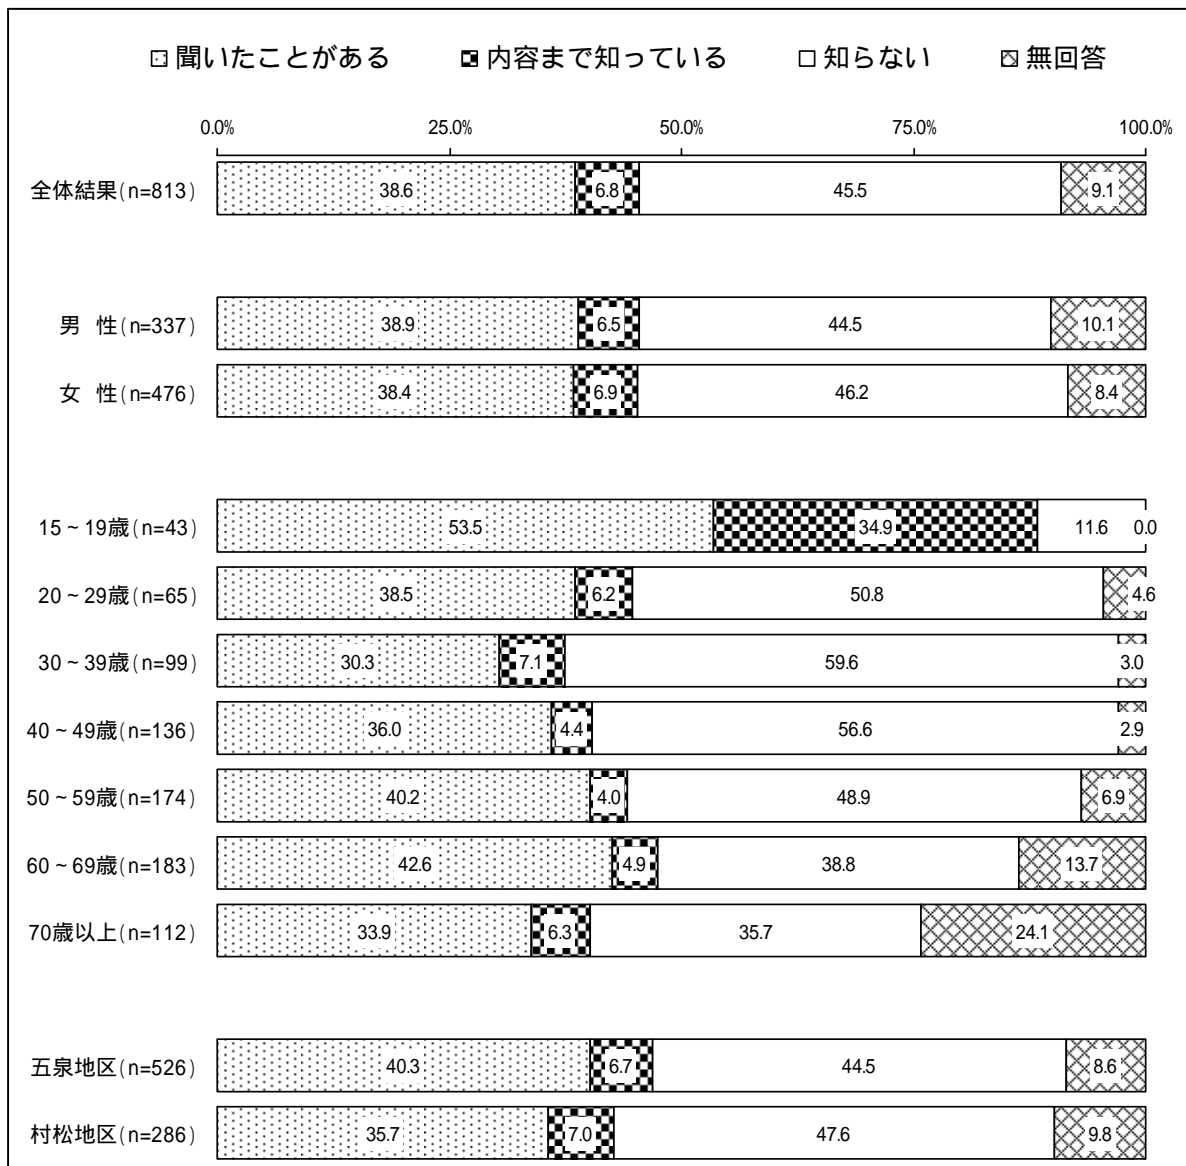 聞いたことがある 内容まで知っている 知らない 無回答
0.0% 25.0% 50.0% 75.0% 100.0%
全体結果(n=813) 38.6 6.8 45.5 9.1
男 性(n=337) 38.9 6.5 44.5 10.1
女 性(n=476) 38.4 6.9 46.2 8.4
15~19歳(n=43) 53.5 34.9 11.6 0.0
20~29歳(n=65) 38.5 6.2 50.8 4.6
30~39歳(n=99) 30.3 7.1 59.6 3.0
40~49歳(n=136) 36.0 4.4 56.6 2.9
50~59歳(n=174) 40.2 4.0 48.9 6.9
60~69歳(n=183) 42.6 4.9 38.8 13.7
70歳以上(n=112) 33.9 6.3 35.7 24.1
五泉地区(n=526) 40.3 6.7 44.5 8.6
村松地区(n=286) 35.7 7.0 47.6 9.8